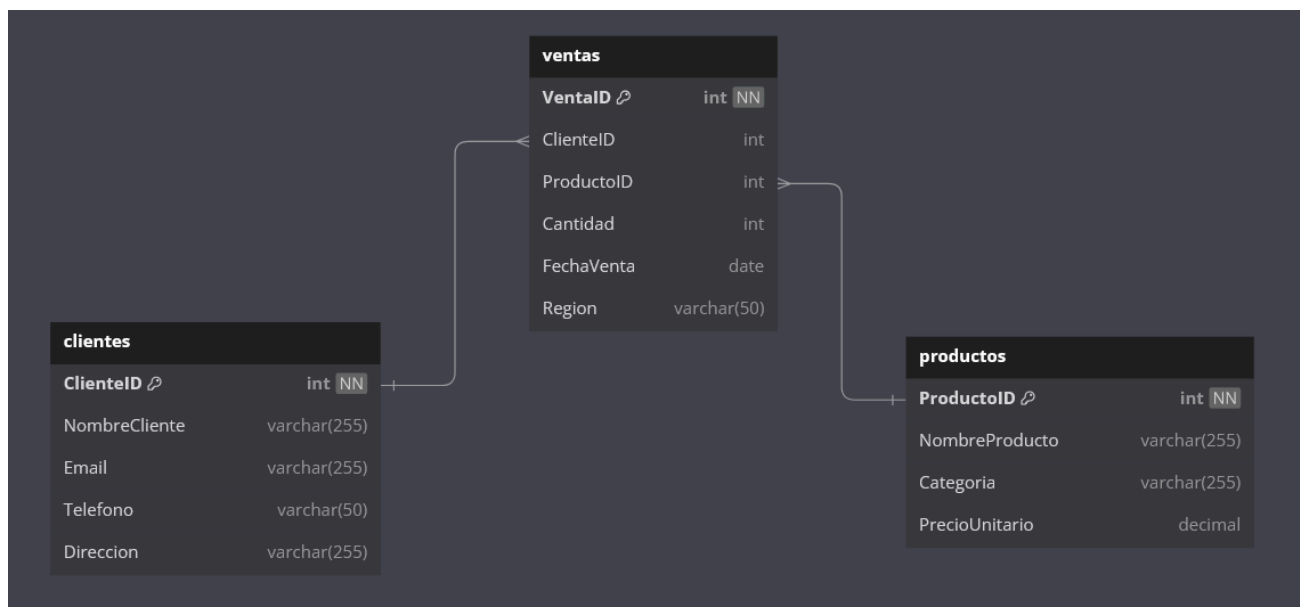 ventas
VentaID int NN
ClienteID int
ProductoID int
Cantidad int
FechaVenta date
Region varchar(50)
clientes
ClienteID int NN
NombreCliente varchar(255)
Email varchar(255)
Telefono varchar(50)
Direccion varchar(255)
productos
ProductoID int NN
NombreProducto varchar(255)
Categoria varchar(255)
PrecioUnitario decimal